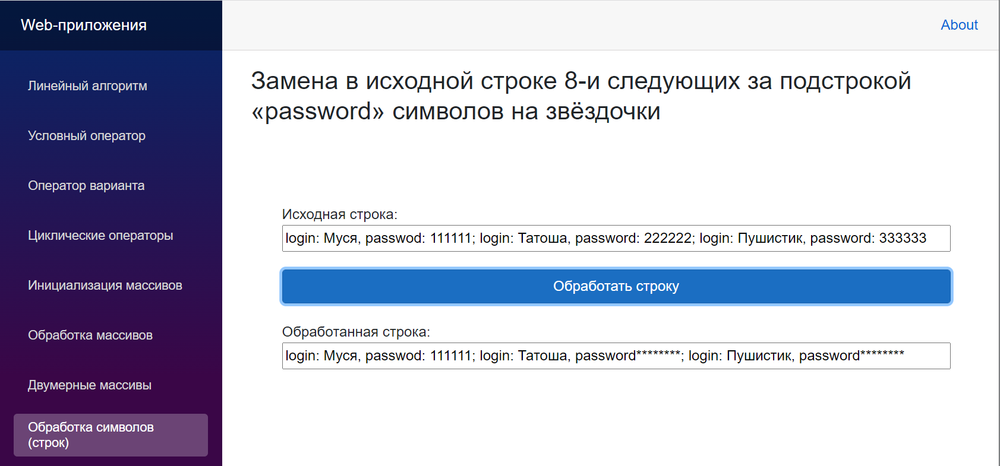 Web-приложения
About
Линейный алгоритм
Условный оператор
Оператор варианта
Циклические операторы
Инициализация массивов
Обработка массивов
Двумерные массивы
Обработка символов
(строк)
Замена в исходной строке 8-и следующих за подстрокой
«password» символов на звёздочки
Исходная строка:
login: Муся, passwod: 111111; login: Татоша, password: 222222; login: Пушистик, password: 333333
Обработать строку
Обработанная строка:
login: Муся, passwod: 111111; login: Татоша, password********; login: Пушистик, password********